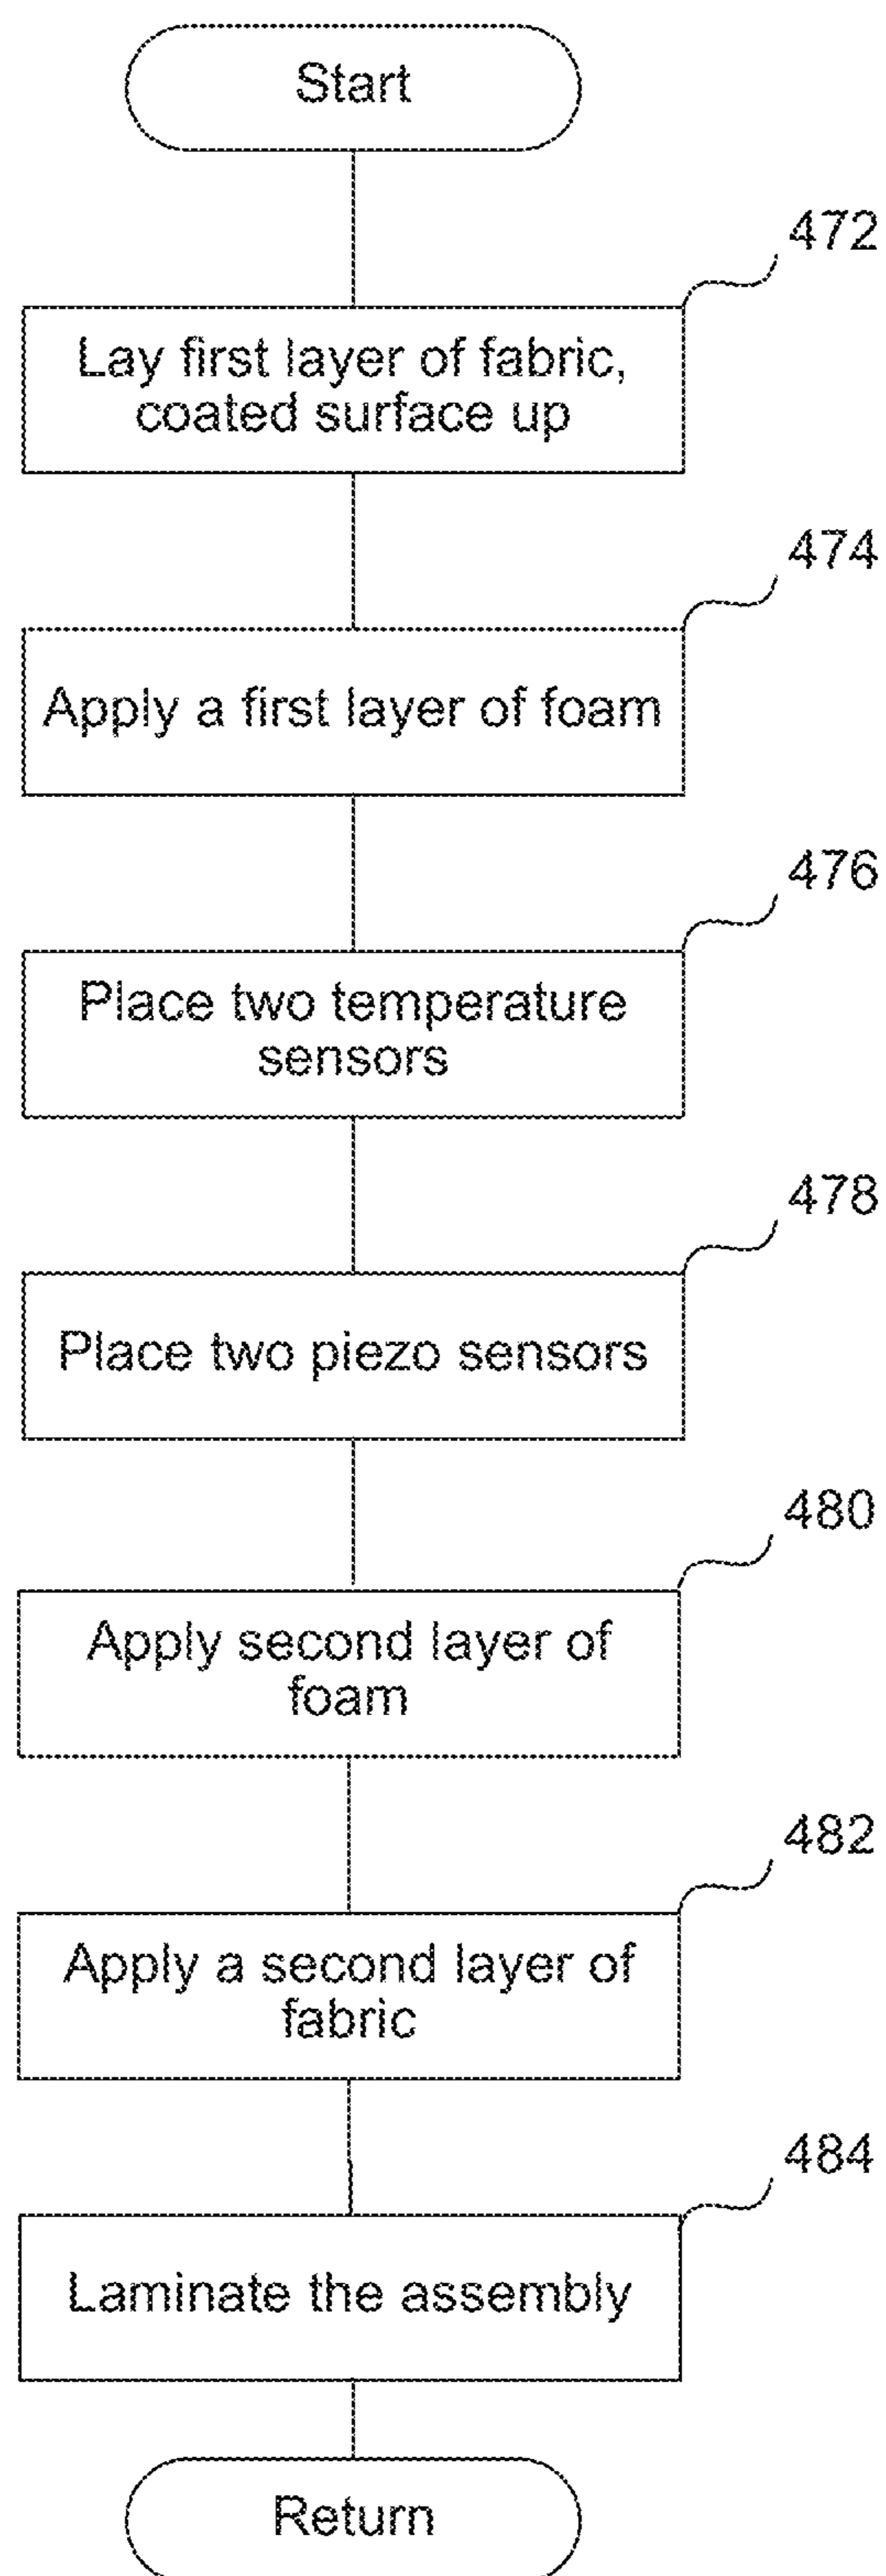 Start
472
Lay first layer of fabric,
coated surface up
474
Apply a first layer of foam
476
Place two temperature
sensors
478
Place two piezo sensors
480
Apply second layer of
foam
482
Apply a second layer of
fabric
484
Laminate the assembly
Return